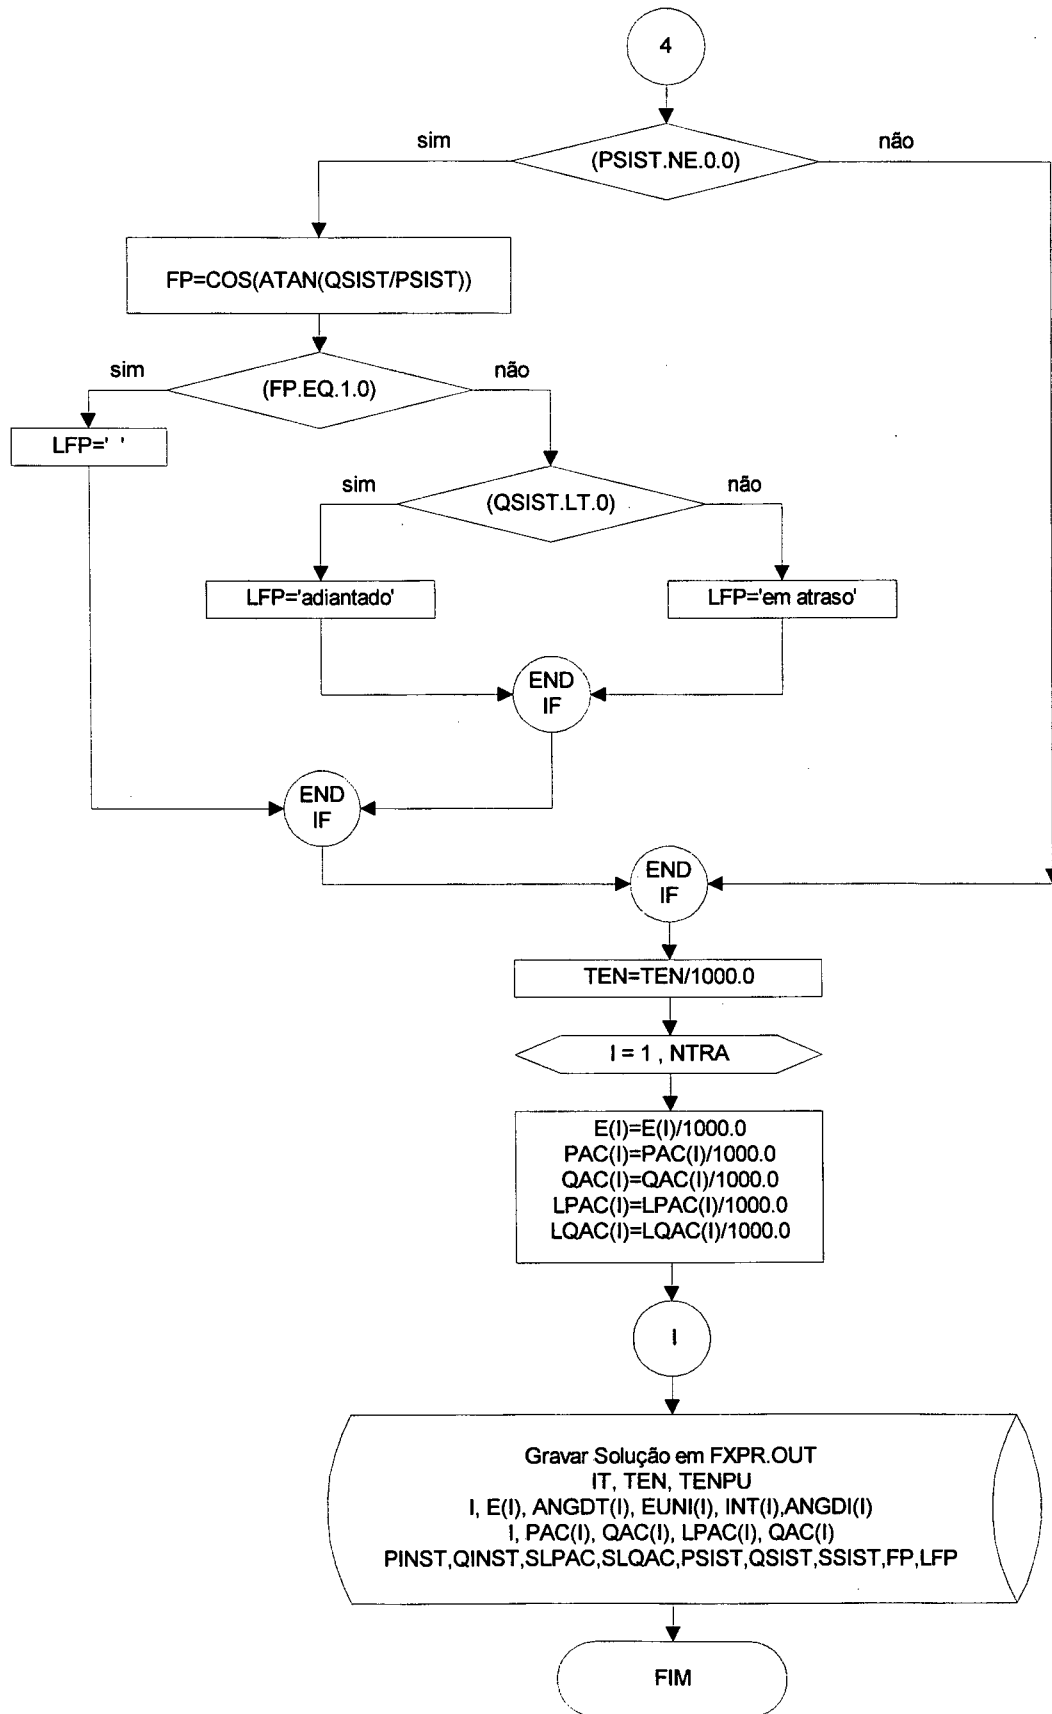 4
sim
não
(PSIST.NE.0.0)
FP=COS(ATAN(QSIST/PSIST))
sim
não
(FP.EQ.1.0)
LFP=' '
sim
não
(QSIST.LT.0)
LFP='adiantado'
LFP='em atraso'
END
IF
END
IF
END
IF
TEN=TEN/1000.0
I = 1 , NTRA
E(I)=E(I)/1000.0
PAC(I)=PAC(I)/1000.0
QAC(I)=QAC(I)/1000.0
LPAC(I)=LPAC(I)/1000.0
LQAC(I)=LQAC(I)/1000.0
I
Gravar Solução em FXPR.OUT
IT, TEN, TENPU
I, E(I), ANGDT(I), EUNI(I), INT(I),ANGDI(I)
I, PAC(I), QAC(I), LPAC(I), QAC(I)
PINST,QINST,SLPAC,SLQAC,PSIST,QSIST,SSIST,FP,LFP
FIM